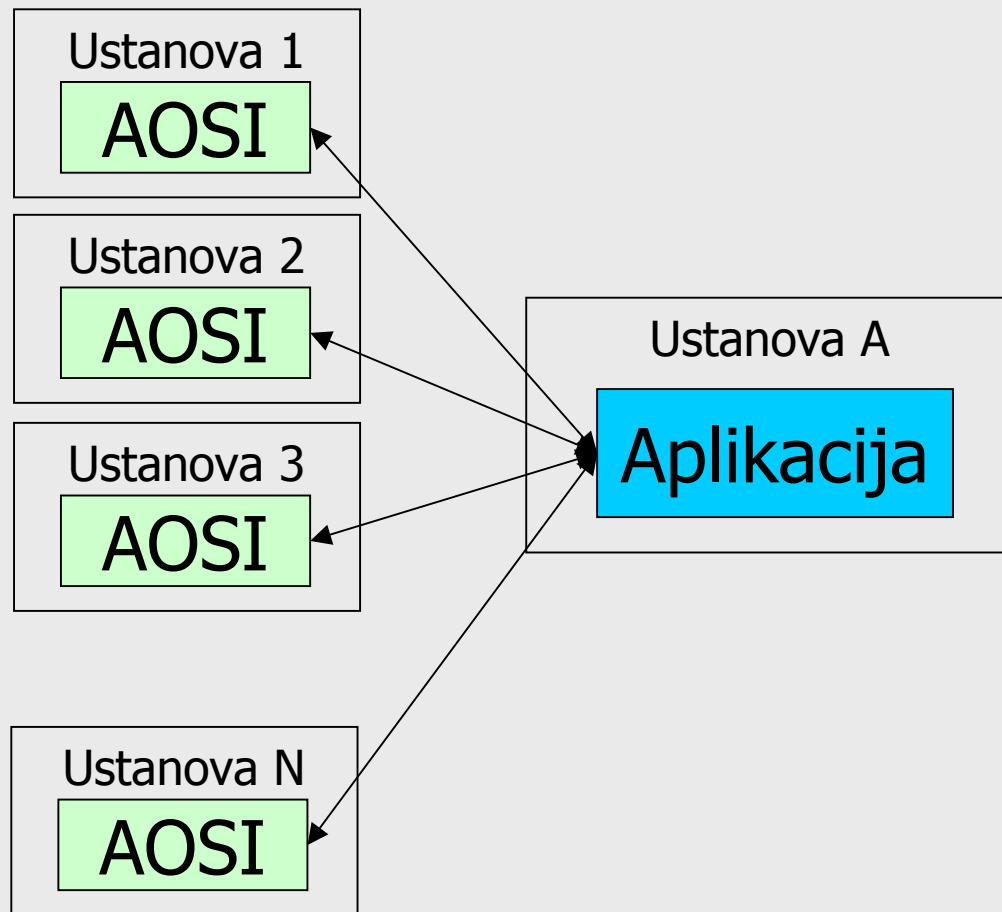 Ustanova 1
AOSI
Ustanova 2
AOSI
Ustanova 3
AOSI
Ustanova N
AOSI
Ustanova A
Aplikacija